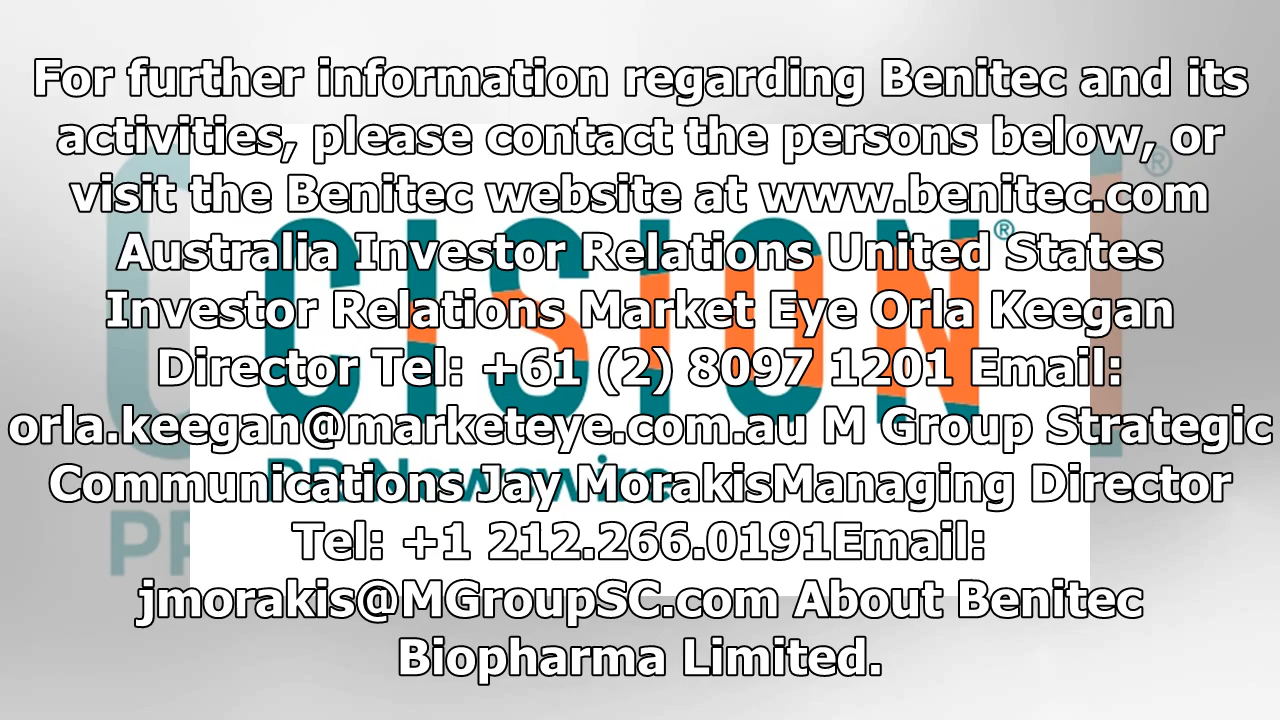 For further information regarding Benitec and its
activities, please contact the persons below, or
visit the Benitec website at www.benitec.com
Australia Investor Relations United States
Investor Relations Market Eye Orla Keegan
Director Tel: +61 (2) 8097 1201 Email:
orla.keegan@marketeye.com.au M Group Strategic
Communications Jay MorakisManaging Director
Tel: +1 212.266.0191Email:
jmorakis@MGroupSC.com About Benitec
Biopharma Limited.
CISION®
PR Newswire